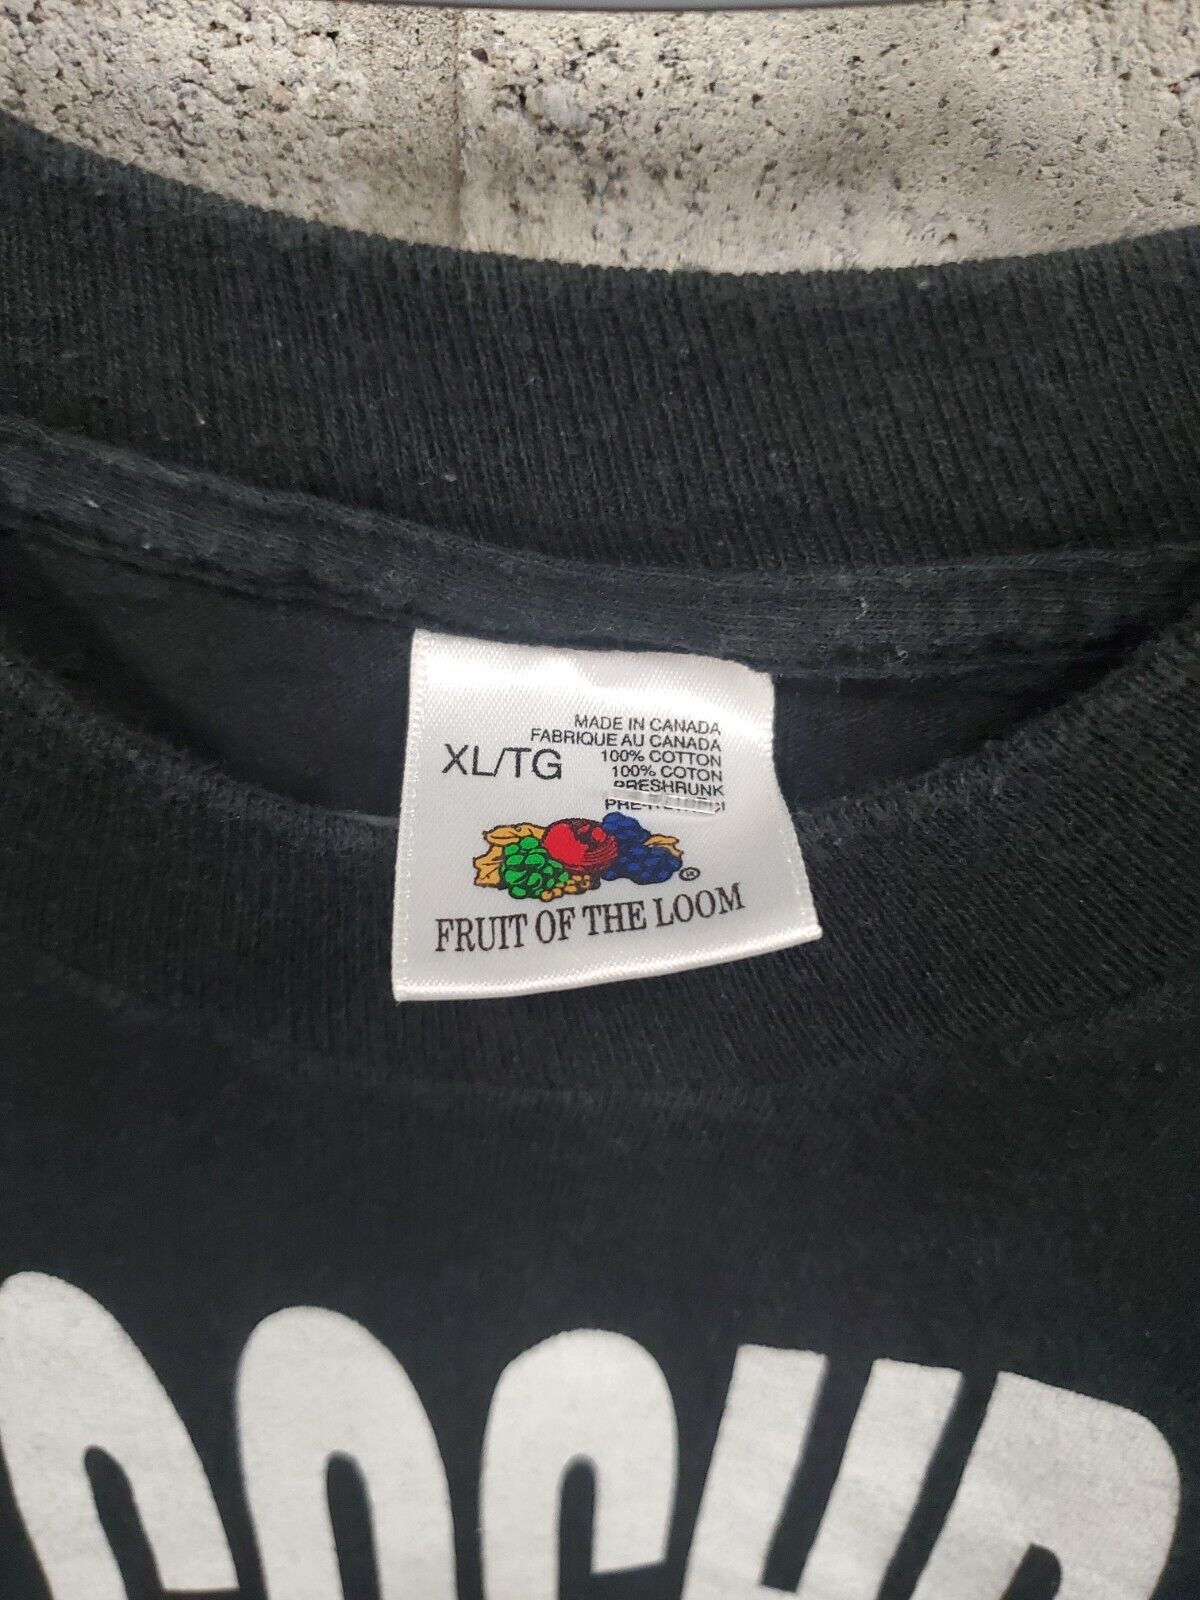 MADE IN CANADA
FABRIQUE AU CANADA
XL/TG
100% COTTON
100% COTON
PRESHRUNK
®
FRUIT OF THE LOOM